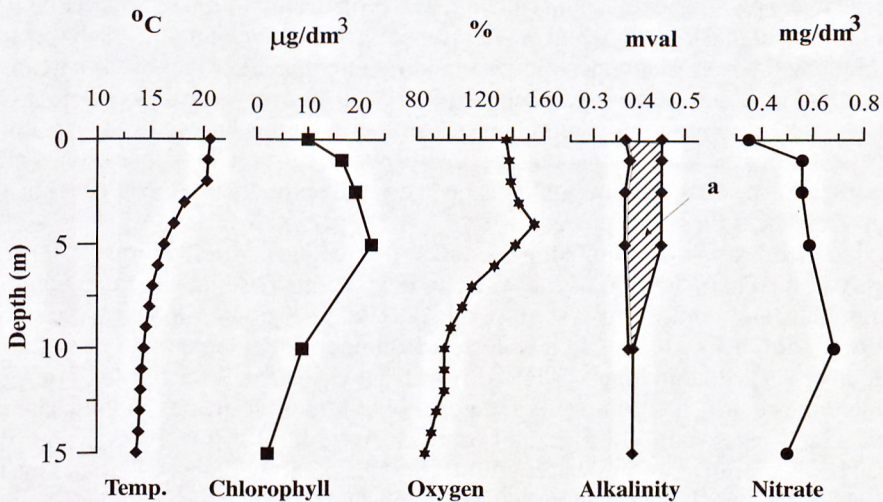 °C
µg/dm³
%
mval
mg/dm³
10 15 20
0 10 20
80 120 160
0.3 0.4 0.5
0.4 0.6 0.8
0
5
10
15
Depth (m)
a
Temp.
Chlorophyll
Oxygen
Alkalinity
Nitrate